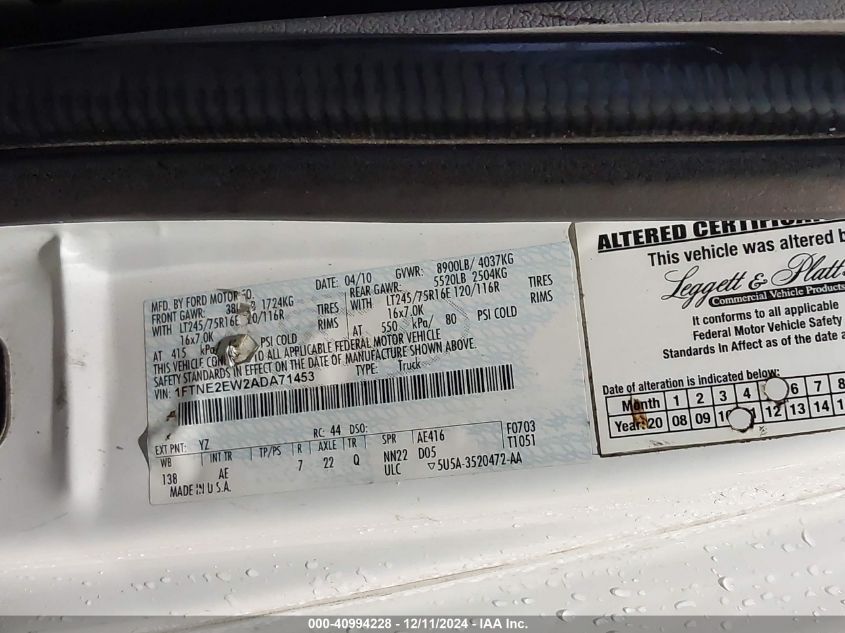 MFD. BY FORD MOTOR CO.
DATE: 04/10 GVWR: 8900LB/ 4037KG
FRONT GAWR: 1724KG
REAR GAWR: 5520LB 2504KG
WITH LT245/75R16E 120/116R TIRES
WITH LT245/75R16E 120/116R TIRES
16x7.0K RIMS
16x7.0K RIMS
AT 415 kPa/ PSI COLD
AT 550 kPa/ 80 PSI COLD
THIS VEHICLE CONFORMS TO ALL APPLICABLE FEDERAL MOTOR VEHICLE
SAFETY STANDARDS IN EFFECT ON THE DATE OF MANUFACTURE SHOWN ABOVE.
VIN: 1FTNE2EW2ADA71453
TYPE: Truck
EXT PNT: YZ RC: 44 DSO:
WB INT TR TP/PS R AXLE TR SPR AE416 F0703
138 AE 7 22 Q NN22 D05 T1051
ULC ▽5U5A-3520472-AA
MADE IN U.S.A.
ALTERED
This vehicle was altered
Leggett & Platt
Commercial Vehicle Products
It conforms to all applicable
Federal Motor Vehicle Safety
Standards In Affect as of the date
Date of alteration is indicated below:
Month 1 2 3 4 6 7 8
Year 20 08 09 12 13 14
000-40994228 - 12/11/2024 -